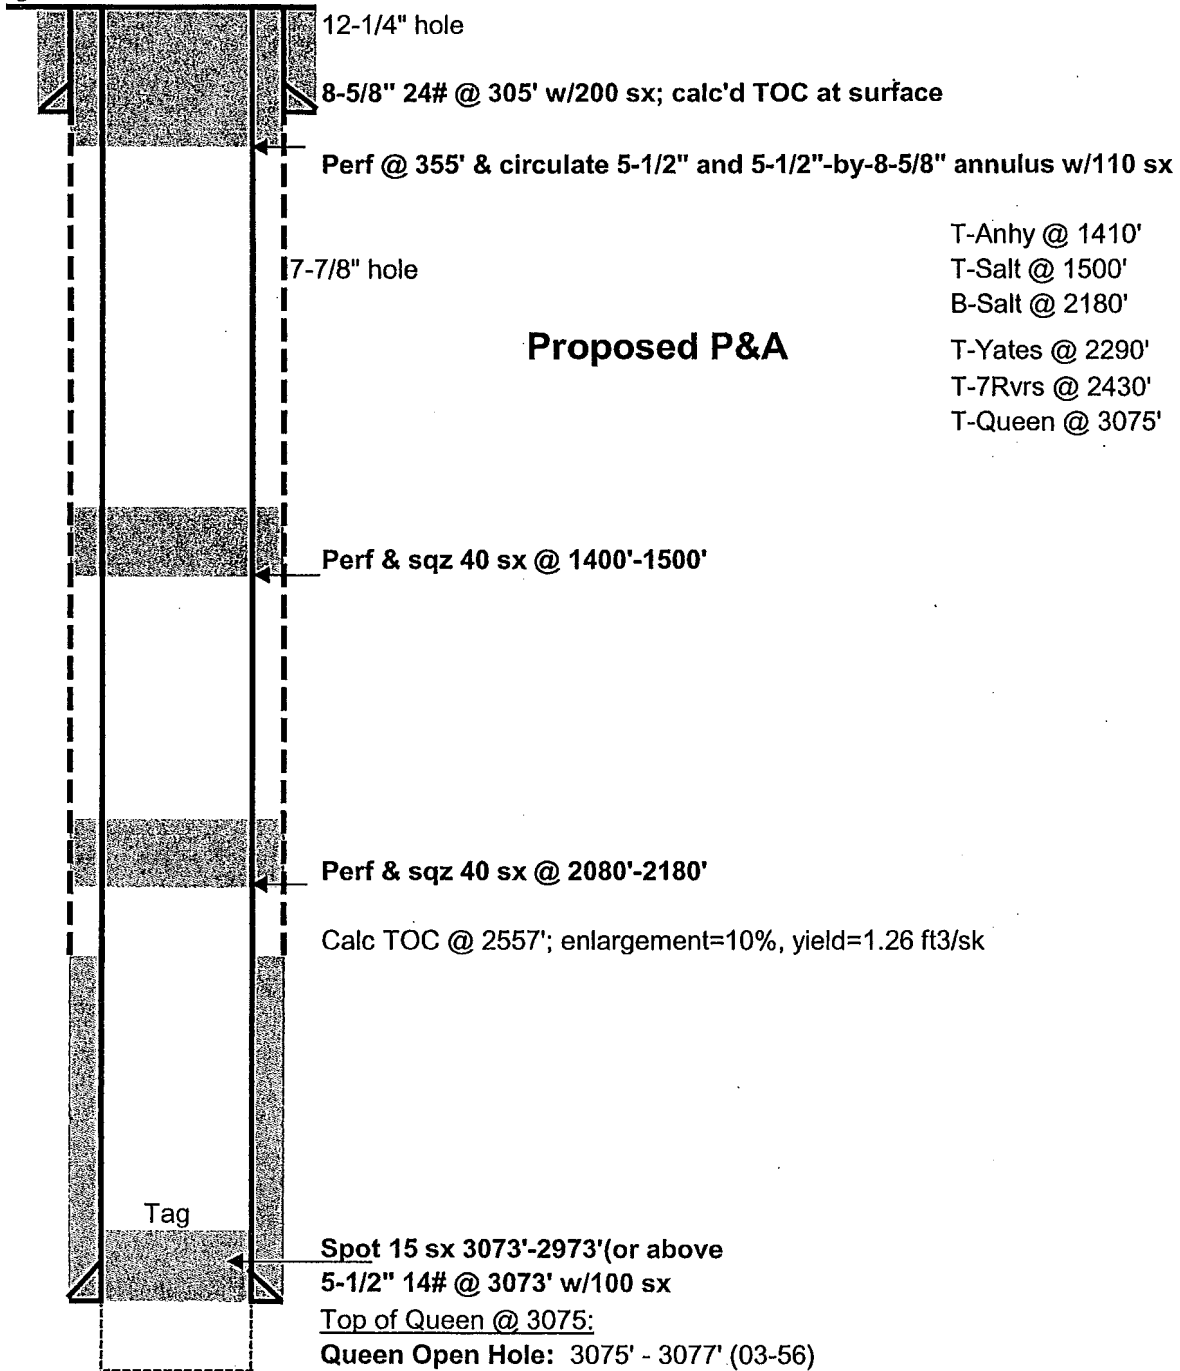 12-1/4" hole
8-5/8" 24# @ 305' w/200 sx; calc'd TOC at surface
Perf @ 355' & circulate 5-1/2" and 5-1/2"-by-8-5/8" annulus w/110 sx
T-Anhy @ 1410'
7-7/8" hole
T-Salt @ 1500'
B-Salt @ 2180'
Proposed P&A
T-Yates @ 2290'
T-7Rvrs @ 2430'
T-Queen @ 3075'
Perf & sqz 40 sx @ 1400'-1500'
Perf & sqz 40 sx @ 2080'-2180'
Calc TOC @ 2557'; enlargement=10%, yield=1.26 ft3/sk
Tag
Spot 15 sx 3073'-2973'(or above
5-1/2" 14# @ 3073' w/100 sx
Top of Queen @ 3075:
Queen Open Hole: 3075' - 3077' (03-56)